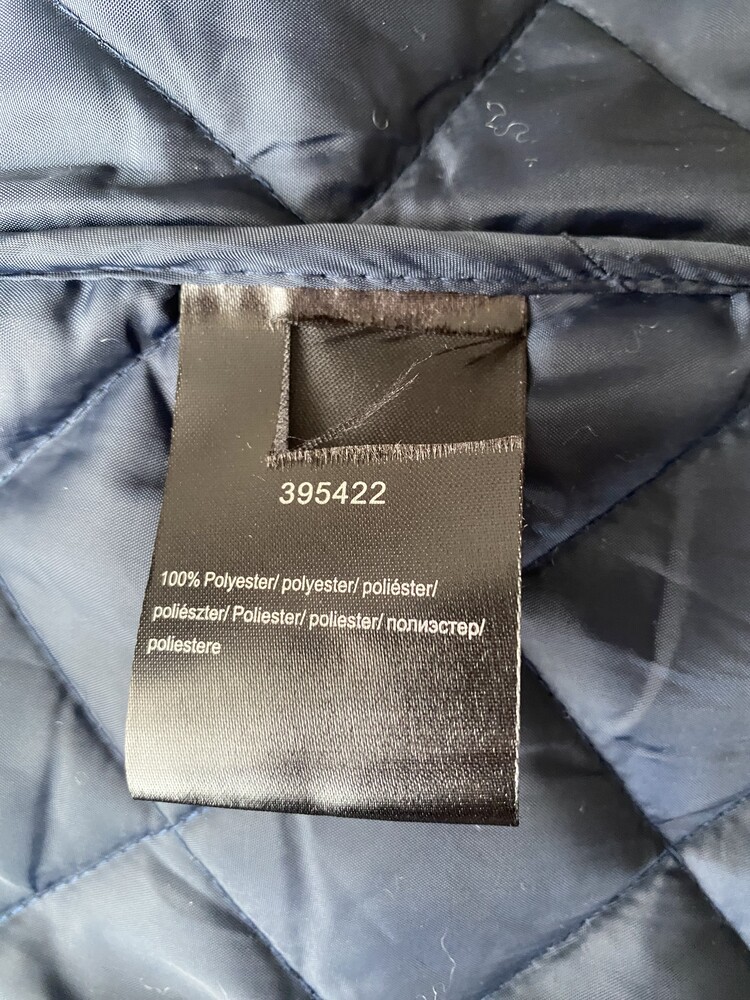 395422
100% Polyester/ polyester/ poliéster/
poliészter/ Poliester/ poliester/ полиэстер/
poliestere